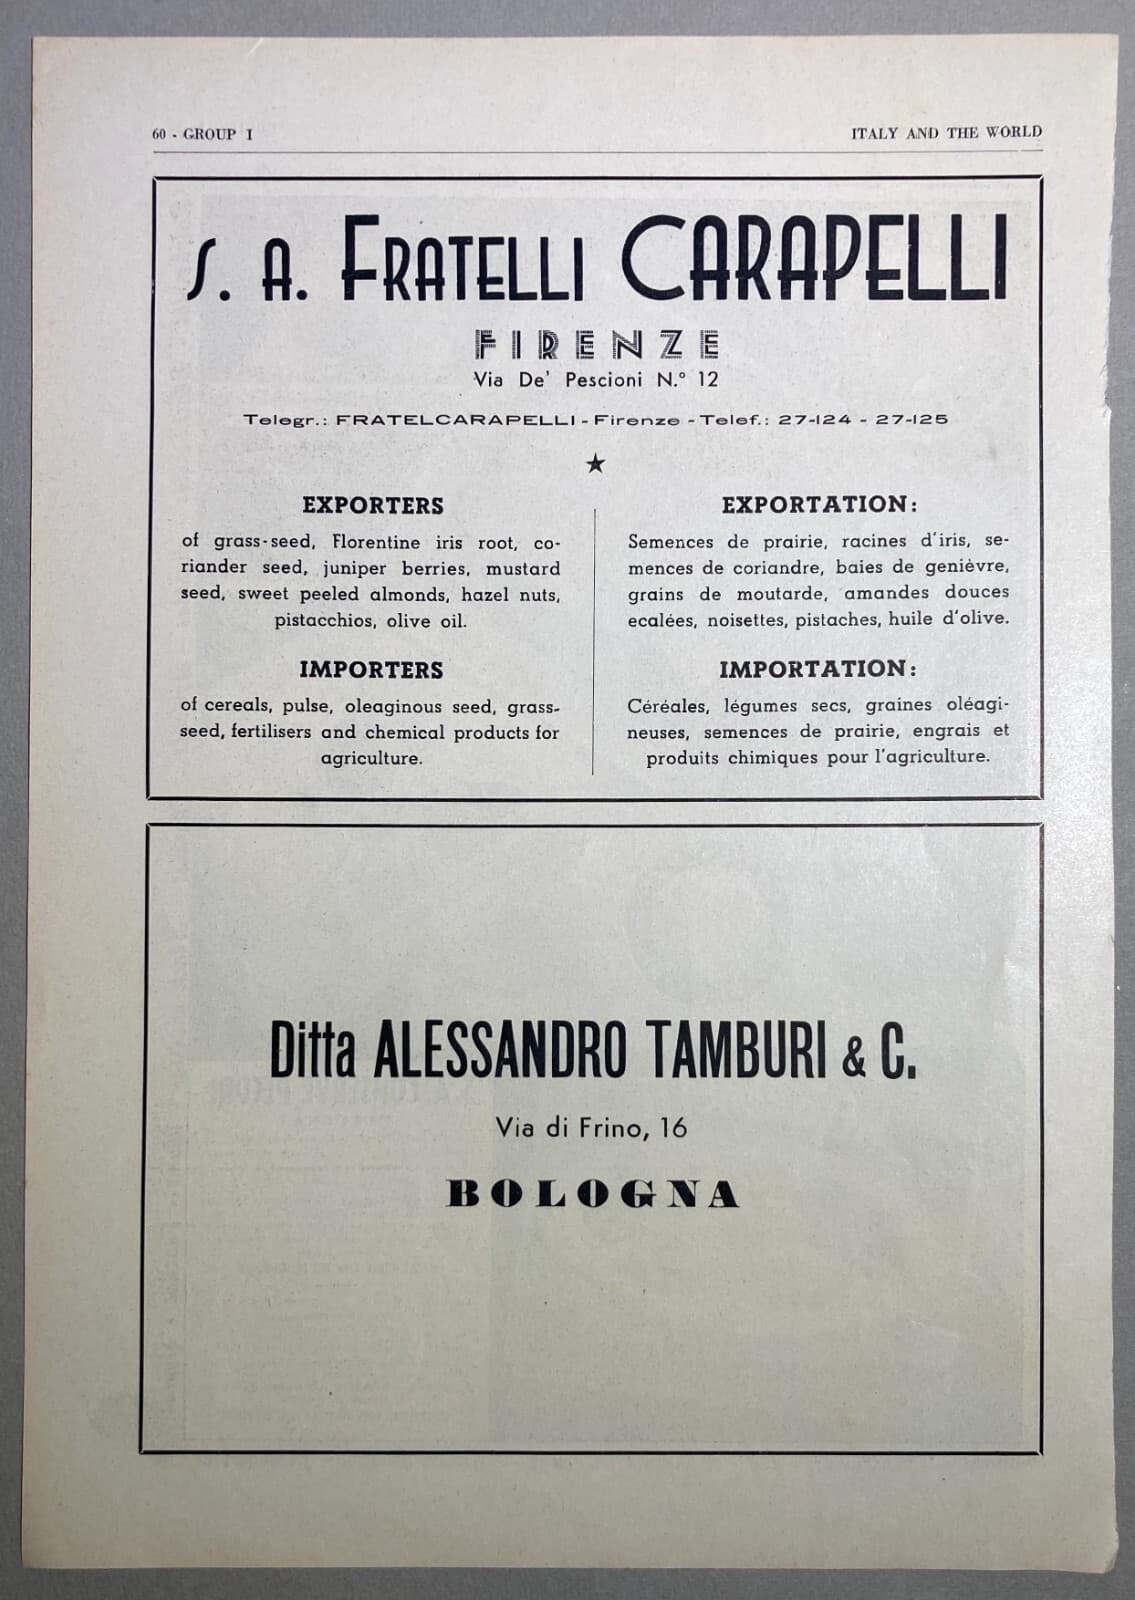 60 - GROUP I
ITALY AND THE WORLD
S. A. FRATELLI CARAPELLI
FIRENZE
Via De' Pescioni N.° 12
Telegr.: FRATELCARAPELLI - Firenze - Telef.: 27-124 - 27-125
★
EXPORTERS
of grass-seed, Florentine iris root, co-
riander seed, juniper berries, mustard
seed, sweet peeled almonds, hazel nuts,
pistacchios, olive oil.
IMPORTERS
of cereals, pulse, oleaginous seed, grass-
seed, fertilisers and chemical products for
agriculture.
EXPORTATION:
Semences de prairie, racines d'iris, se-
mences de coriandre, baies de genièvre,
grains de moutarde, amandes douces
ecalées, noisettes, pistaches, huile d'olive.
IMPORTATION:
Céréales, légumes secs, graines oléagi-
neuses, semences de prairie, engrais et
produits chimiques pour l'agriculture.
Ditta ALESSANDRO TAMBURI & C.
Via di Frino, 16
BOLOGNA